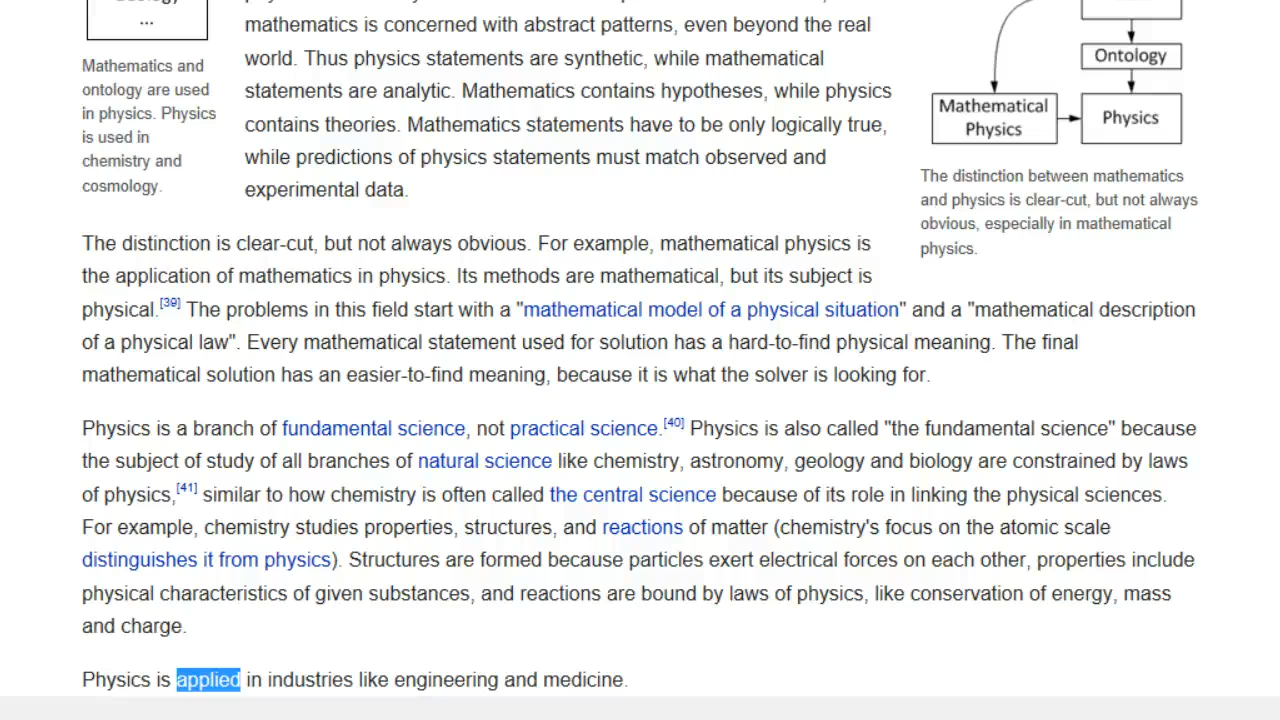 ...
Mathematics and
ontology are used
in physics. Physics
is used in
chemistry and
cosmology.
mathematics is concerned with abstract patterns, even beyond the real
world. Thus physics statements are synthetic, while mathematical
statements are analytic. Mathematics contains hypotheses, while physics
contains theories. Mathematics statements have to be only logically true,
while predictions of physics statements must match observed and
experimental data.
Ontology
Mathematical
Physics
Physics
The distinction between mathematics
and physics is clear-cut, but not always
obvious, especially in mathematical
physics.
The distinction is clear-cut, but not always obvious. For example, mathematical physics is
the application of mathematics in physics. Its methods are mathematical, but its subject is
physical.[39] The problems in this field start with a "mathematical model of a physical situation" and a "mathematical description
of a physical law". Every mathematical statement used for solution has a hard-to-find physical meaning. The final
mathematical solution has an easier-to-find meaning, because it is what the solver is looking for.
Physics is a branch of fundamental science, not practical science.[40] Physics is also called "the fundamental science" because
the subject of study of all branches of natural science like chemistry, astronomy, geology and biology are constrained by laws
of physics,[41] similar to how chemistry is often called the central science because of its role in linking the physical sciences.
For example, chemistry studies properties, structures, and reactions of matter (chemistry's focus on the atomic scale
distinguishes it from physics). Structures are formed because particles exert electrical forces on each other, properties include
physical characteristics of given substances, and reactions are bound by laws of physics, like conservation of energy, mass
and charge.
Physics is applied in industries like engineering and medicine.